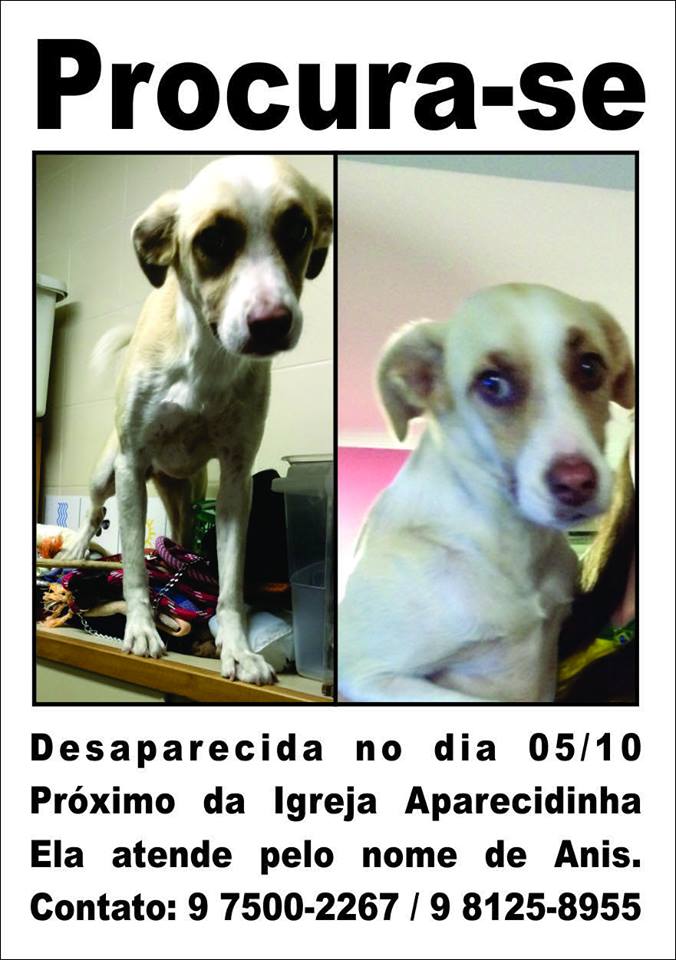 Procura-se
Desaparecida no dia 05/10
Próximo da Igreja Aparecidinha
Ela atende pelo nome de Anis.
Contato: 9 7500-2267 / 9 8125-8955